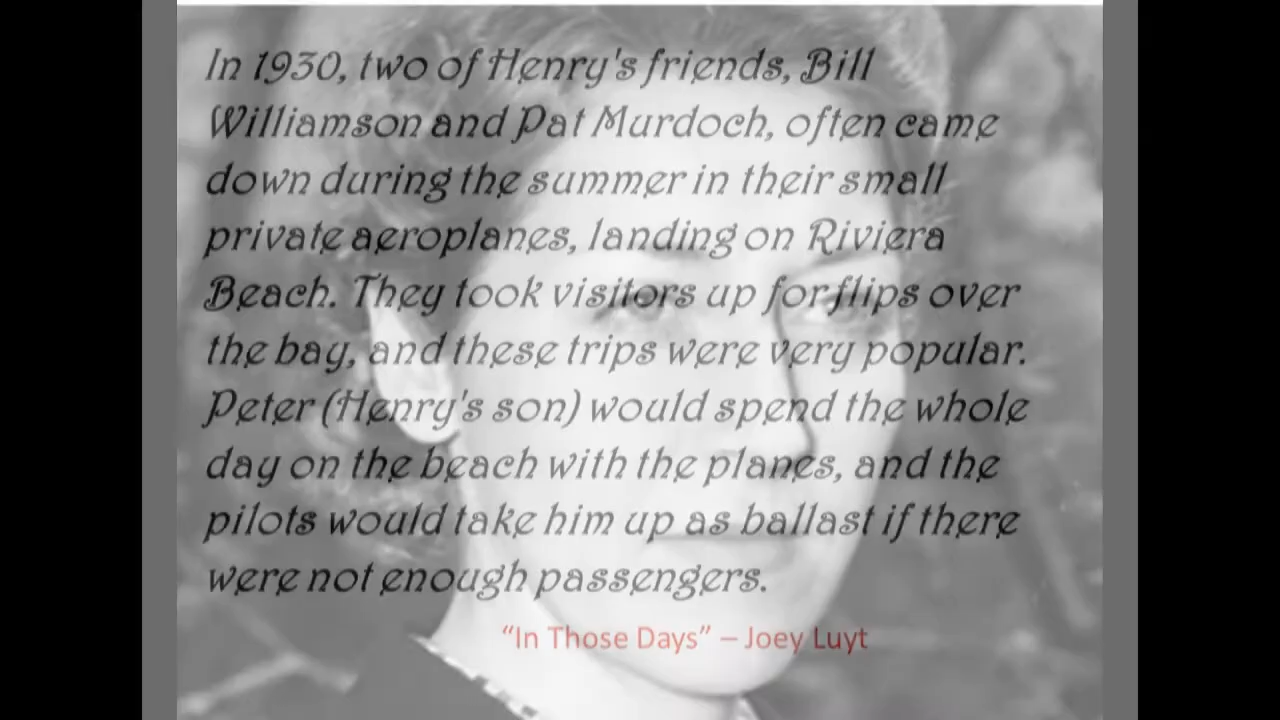 In 1930, two of Henry's friends, Bill
Williamson and Pat Murdoch, often came
down during the summer in their small
private aeroplanes, landing on Riviera
Beach. They took visitors up for flips over
the bay, and these trips were very popular.
Peter (Henry's son) would spend the whole
day on the beach with the planes, and the
pilots would take him up as ballast if there
were not enough passengers.
“In Those Days” – Joey Luyt